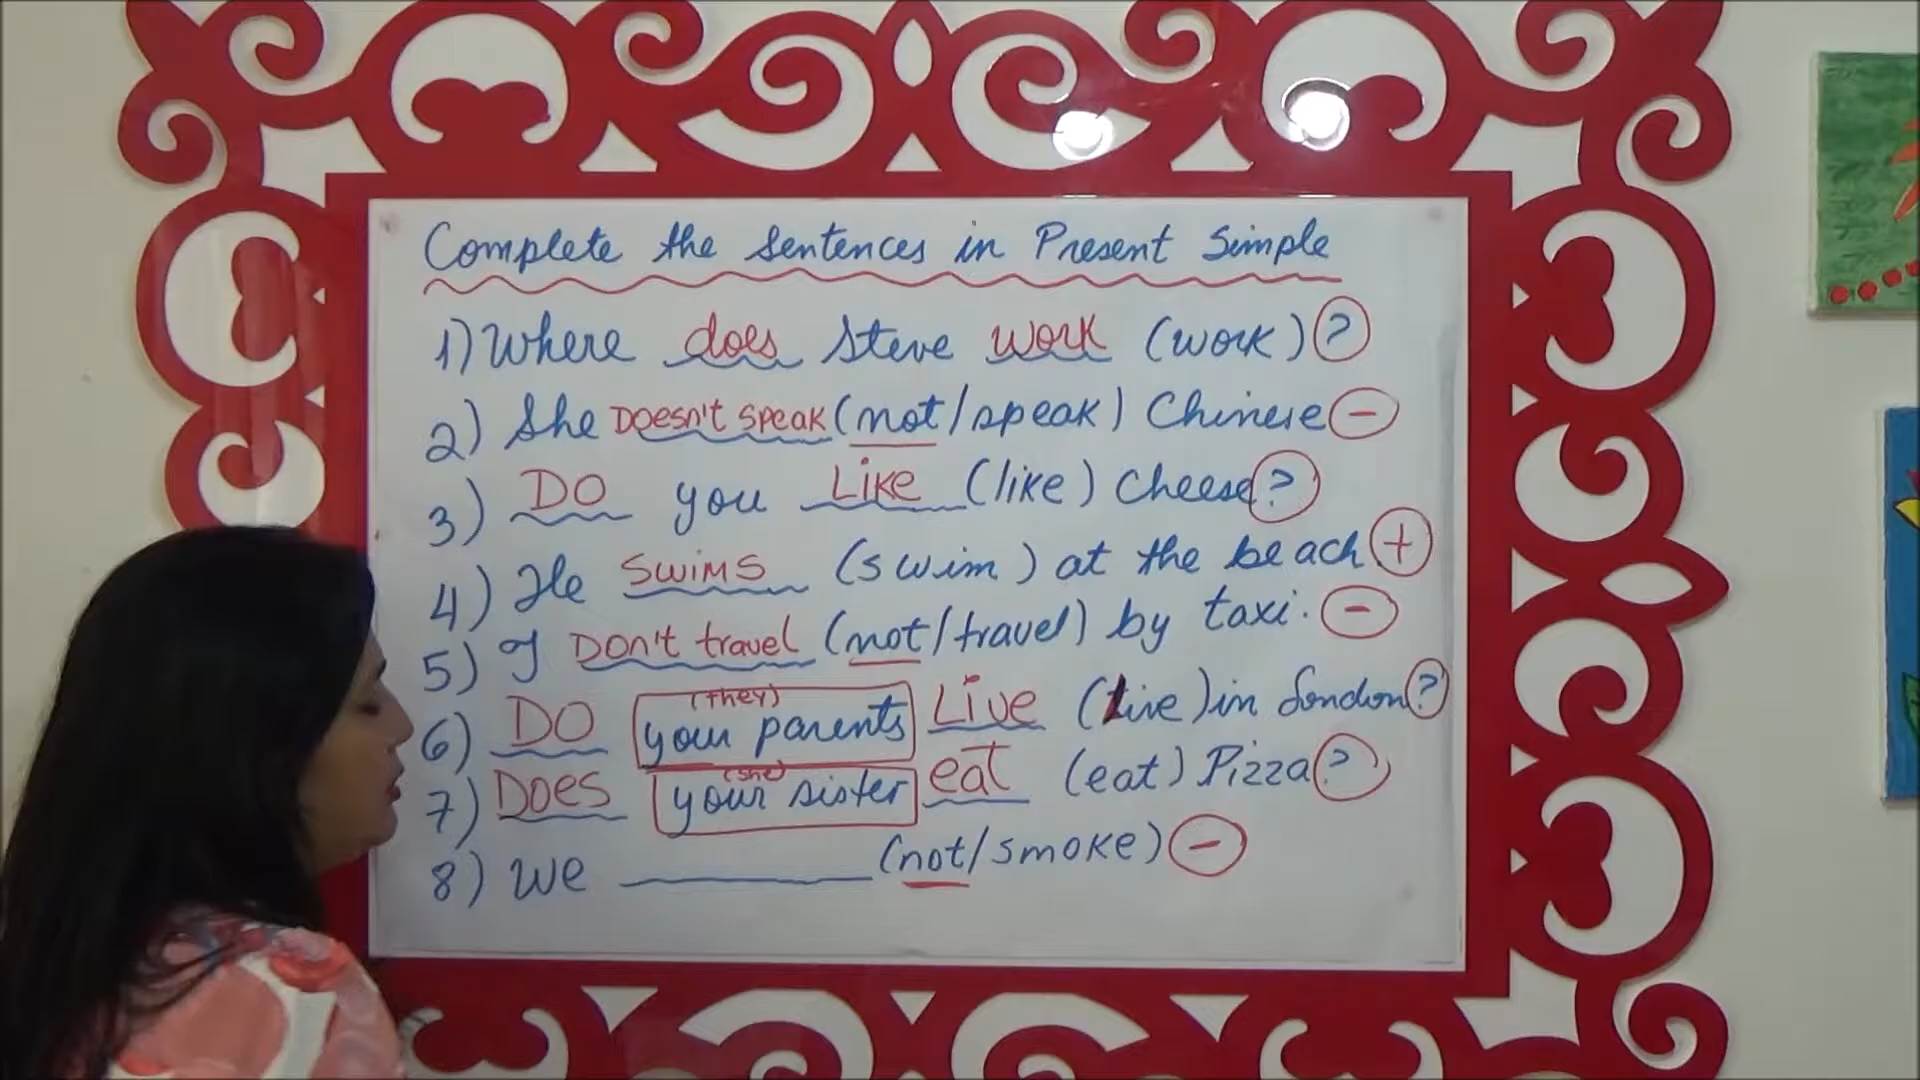 Complete the sentences in Present Simple
1) Where does Steve work (work) ?
2) She Doesn't speak (not/speak) Chinese -
3) DO you Like (like) Cheese ?
4) He swims (swim) at the beach +
5) I Don't travel (not/travel) by taxi. -
(they)
6) DO your parents Live (Live) in London ?
(she)
7) Does your sister eat (eat) Pizza ?
8) We ________ (not/smoke) -